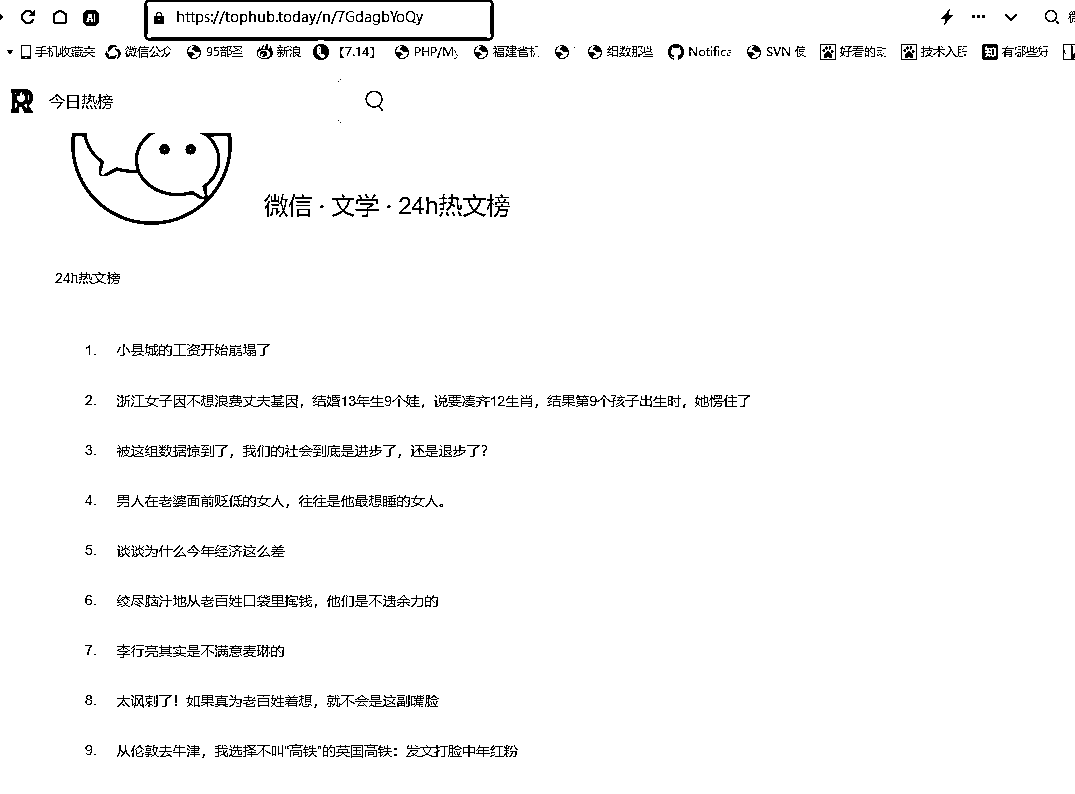 https://tophub.today/n/7GdagbYoQy
手机收藏夹 微信公众 95部圣 新浪 【7.14】 PHP/My 福建省机 细数那些 Notifica SVN 使 好看的动 技术入股 知 有哪些好
今日热榜
微信 · 文学 · 24h热文榜
24h热文榜
1. 小县城的工资开始崩塌了
2. 浙江女子因不想浪费丈夫基因，结婚13年生9个娃，说要凑齐12生肖，结果第9个孩子出生时，她愣住了
3. 被这组数据惊到了，我们的社会到底是进步了，还是退步了？
4. 男人在老婆面前贬低的女人，往往是他最想睡的女人。
5. 谈谈为什么今年经济这么差
6. 绞尽脑汁地从老百姓口袋里掏钱，他们是不遗余力的
7. 李行亮其实是不满意麦琳的
8. 太讽刺了！如果真为老百姓着想，就不会是这副嘴脸
9. 从伦敦去牛津，我选择不叫“高铁”的英国高铁：发文打脸中年红粉